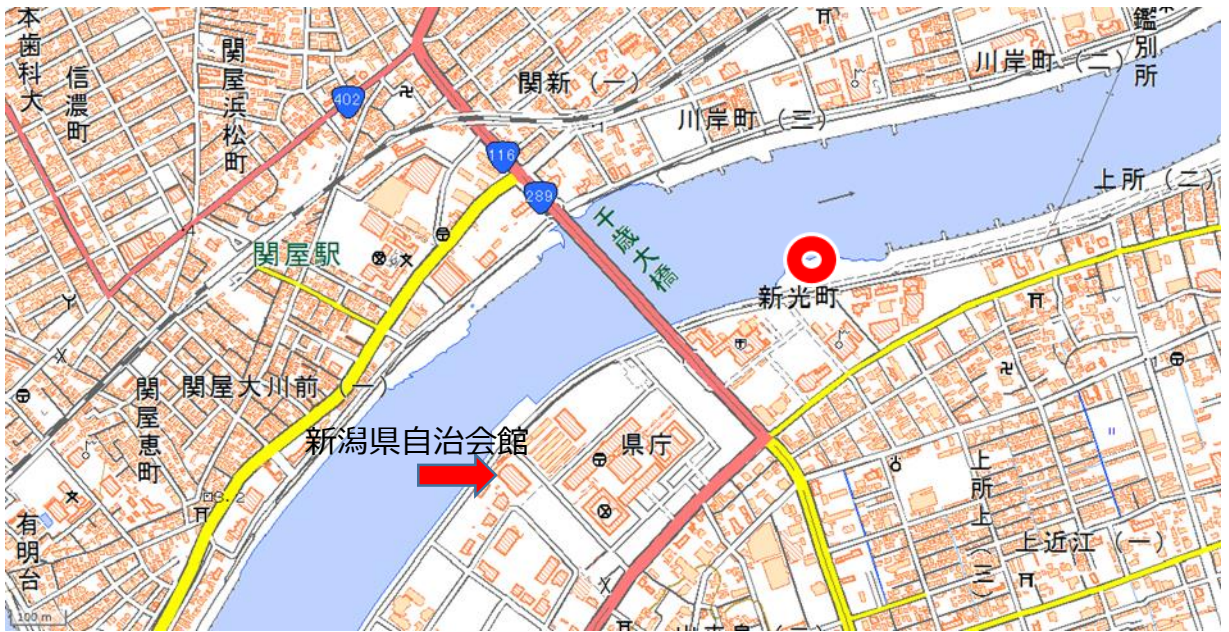 本歯科大
信濃町
関屋浜松町
402
関新(一)
116
289
川岸町(三)
川岸町(二)
鑑別所
上所(二)
関屋駅
千歳大橋
新光町
関屋大川前(一)
関屋恵町
有明台
新潟県自治会館
県庁
上所上(三)
上近江(一)
100 m